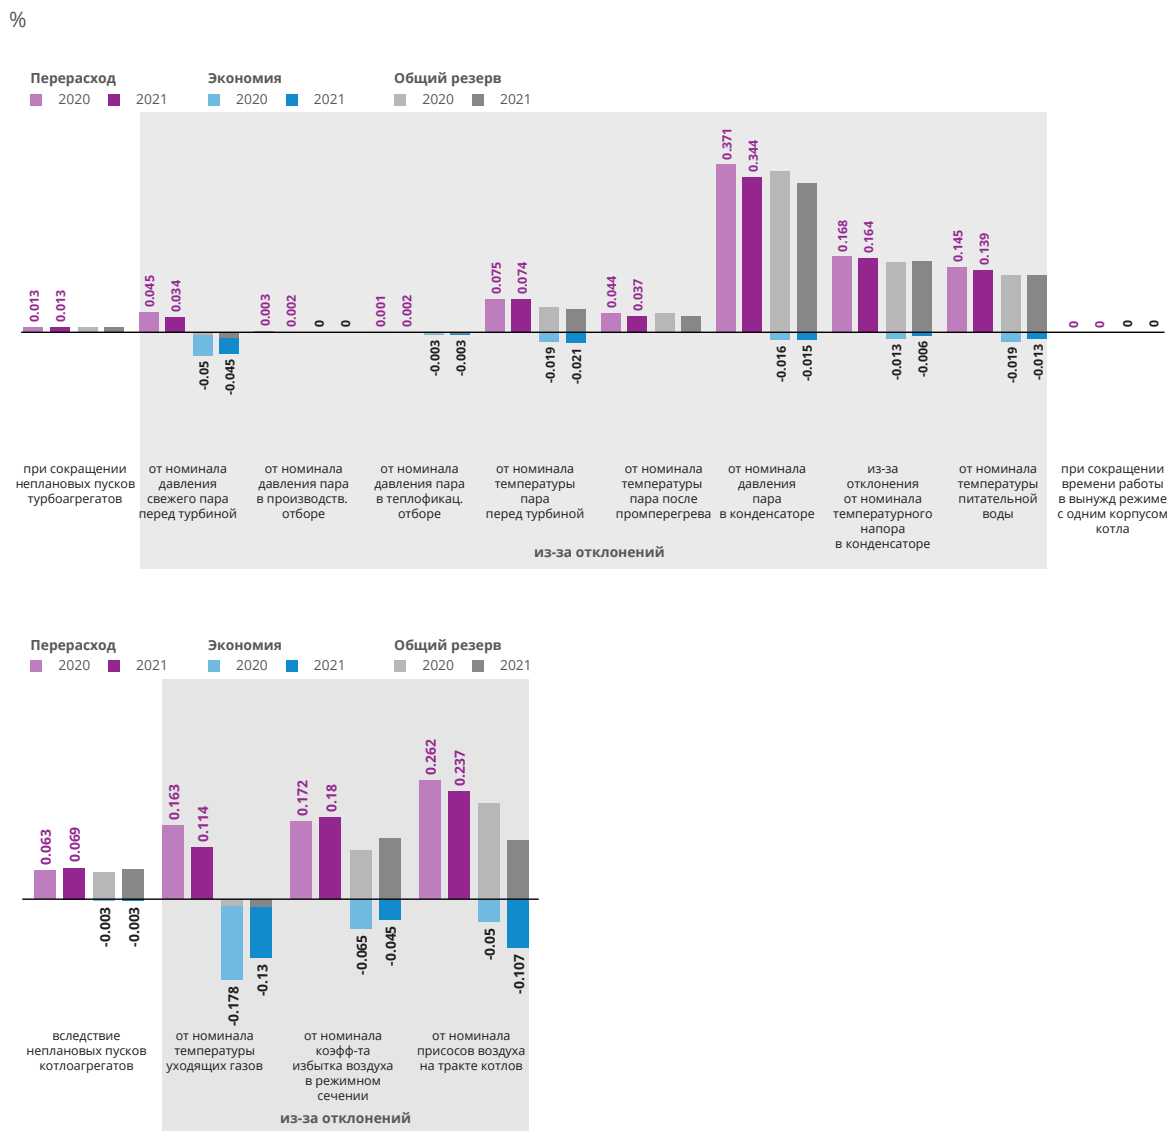 %
Перерасход Экономия Общий резерв
2020 2021 2020 2021 2020 2021
0.013 0.013 0.045 0.034 0.003 0.002 0 0 0.001 0.002 0.075 0.074 0.044 0.037 0.371 0.344 0.168 0.164 0.145 0.139 0 0 0 0
-0.05 -0.045 -0.003 -0.003 -0.019 -0.021 -0.016 -0.015 -0.013 -0.006 -0.019 -0.013
при сокращении
неплановых пусков
турбоагрегатов
от номинала
давления
свежего пара
перед турбиной
от номинала
давления пара
в производств.
отборе
от номинала
давления пара
в теплофикац.
отборе
от номинала
температуры
пара
перед турбиной
от номинала
температуры
пара после
промперегрева
от номинала
давления
пара
в конденсаторе
из-за
отклонения
от номинала
температурного
напора
в конденсаторе
от номинала
температуры
питательной
воды
при сокращении
времени работы
в вынужд режиме
с одним корпусом
котла
из-за отклонений
Перерасход Экономия Общий резерв
2020 2021 2020 2021 2020 2021
0.063 0.069 0.163 0.114 0.172 0.18 0.262 0.237
-0.003 -0.003 -0.178 -0.13 -0.065 -0.045 -0.05 -0.107
вследствие
неплановых пусков
котлоагрегатов
от номинала
температуры
уходящих газов
от номинала
коэфф-та
избытка воздуха
в режимном
сечении
от номинала
присосов воздуха
на тракте котлов
из-за отклонений